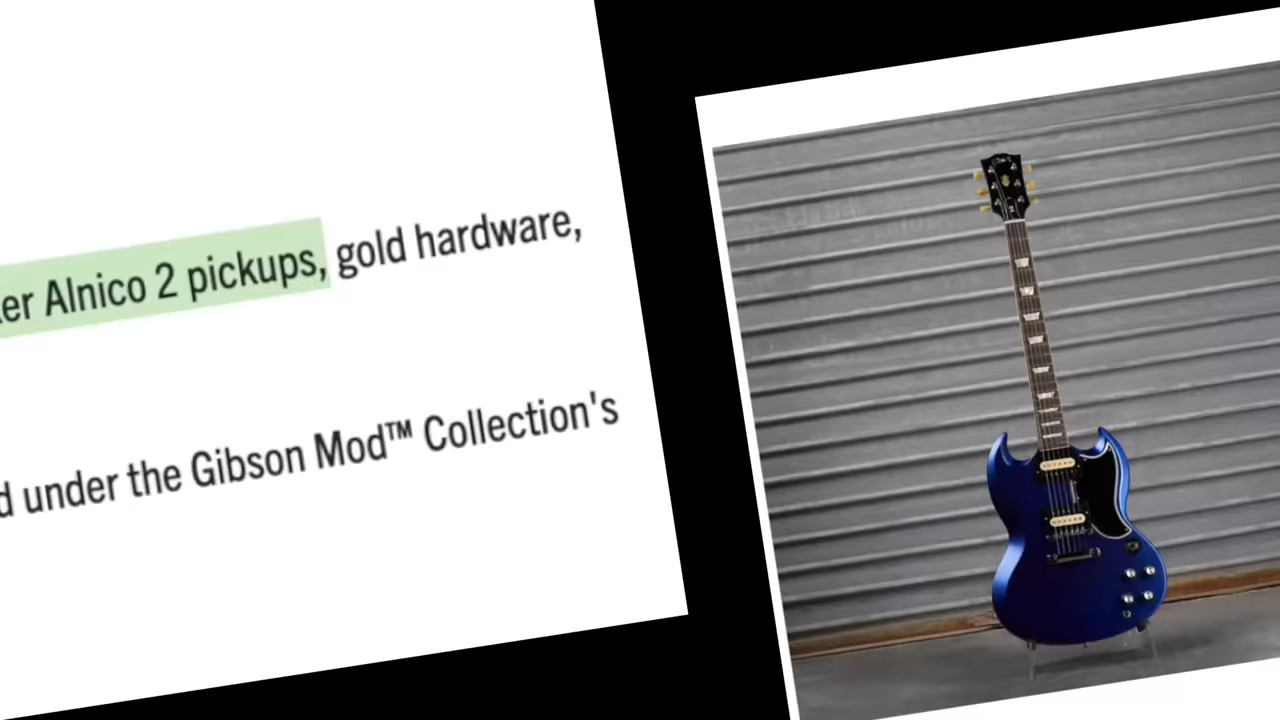 er Alnico 2 pickups, gold hardware,
d under the Gibson Mod™ Collection's